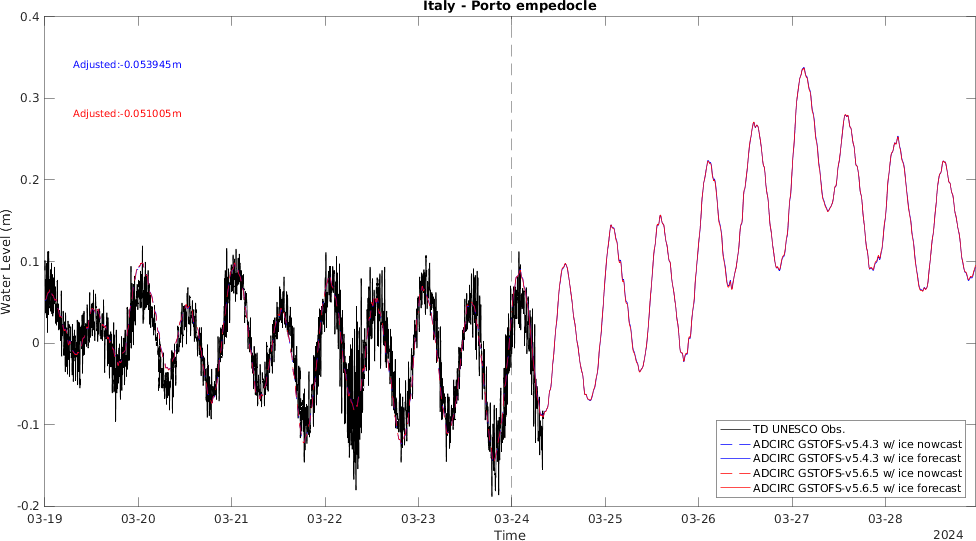 Italy - Porto empedocle
Water Level (m)
0.4
0.3
0.2
0.1
0
-0.1
-0.2
Adjusted:-0.053945m
Adjusted:-0.051005m
TD UNESCO Obs.
ADCIRC GSTOFS-v5.4.3 w/ ice nowcast
ADCIRC GSTOFS-v5.4.3 w/ ice forecast
ADCIRC GSTOFS-v5.6.5 w/ ice nowcast
ADCIRC GSTOFS-v5.6.5 w/ ice forecast
03-19 03-20 03-21 03-22 03-23 03-24 03-25 03-26 03-27 03-28
Time
2024